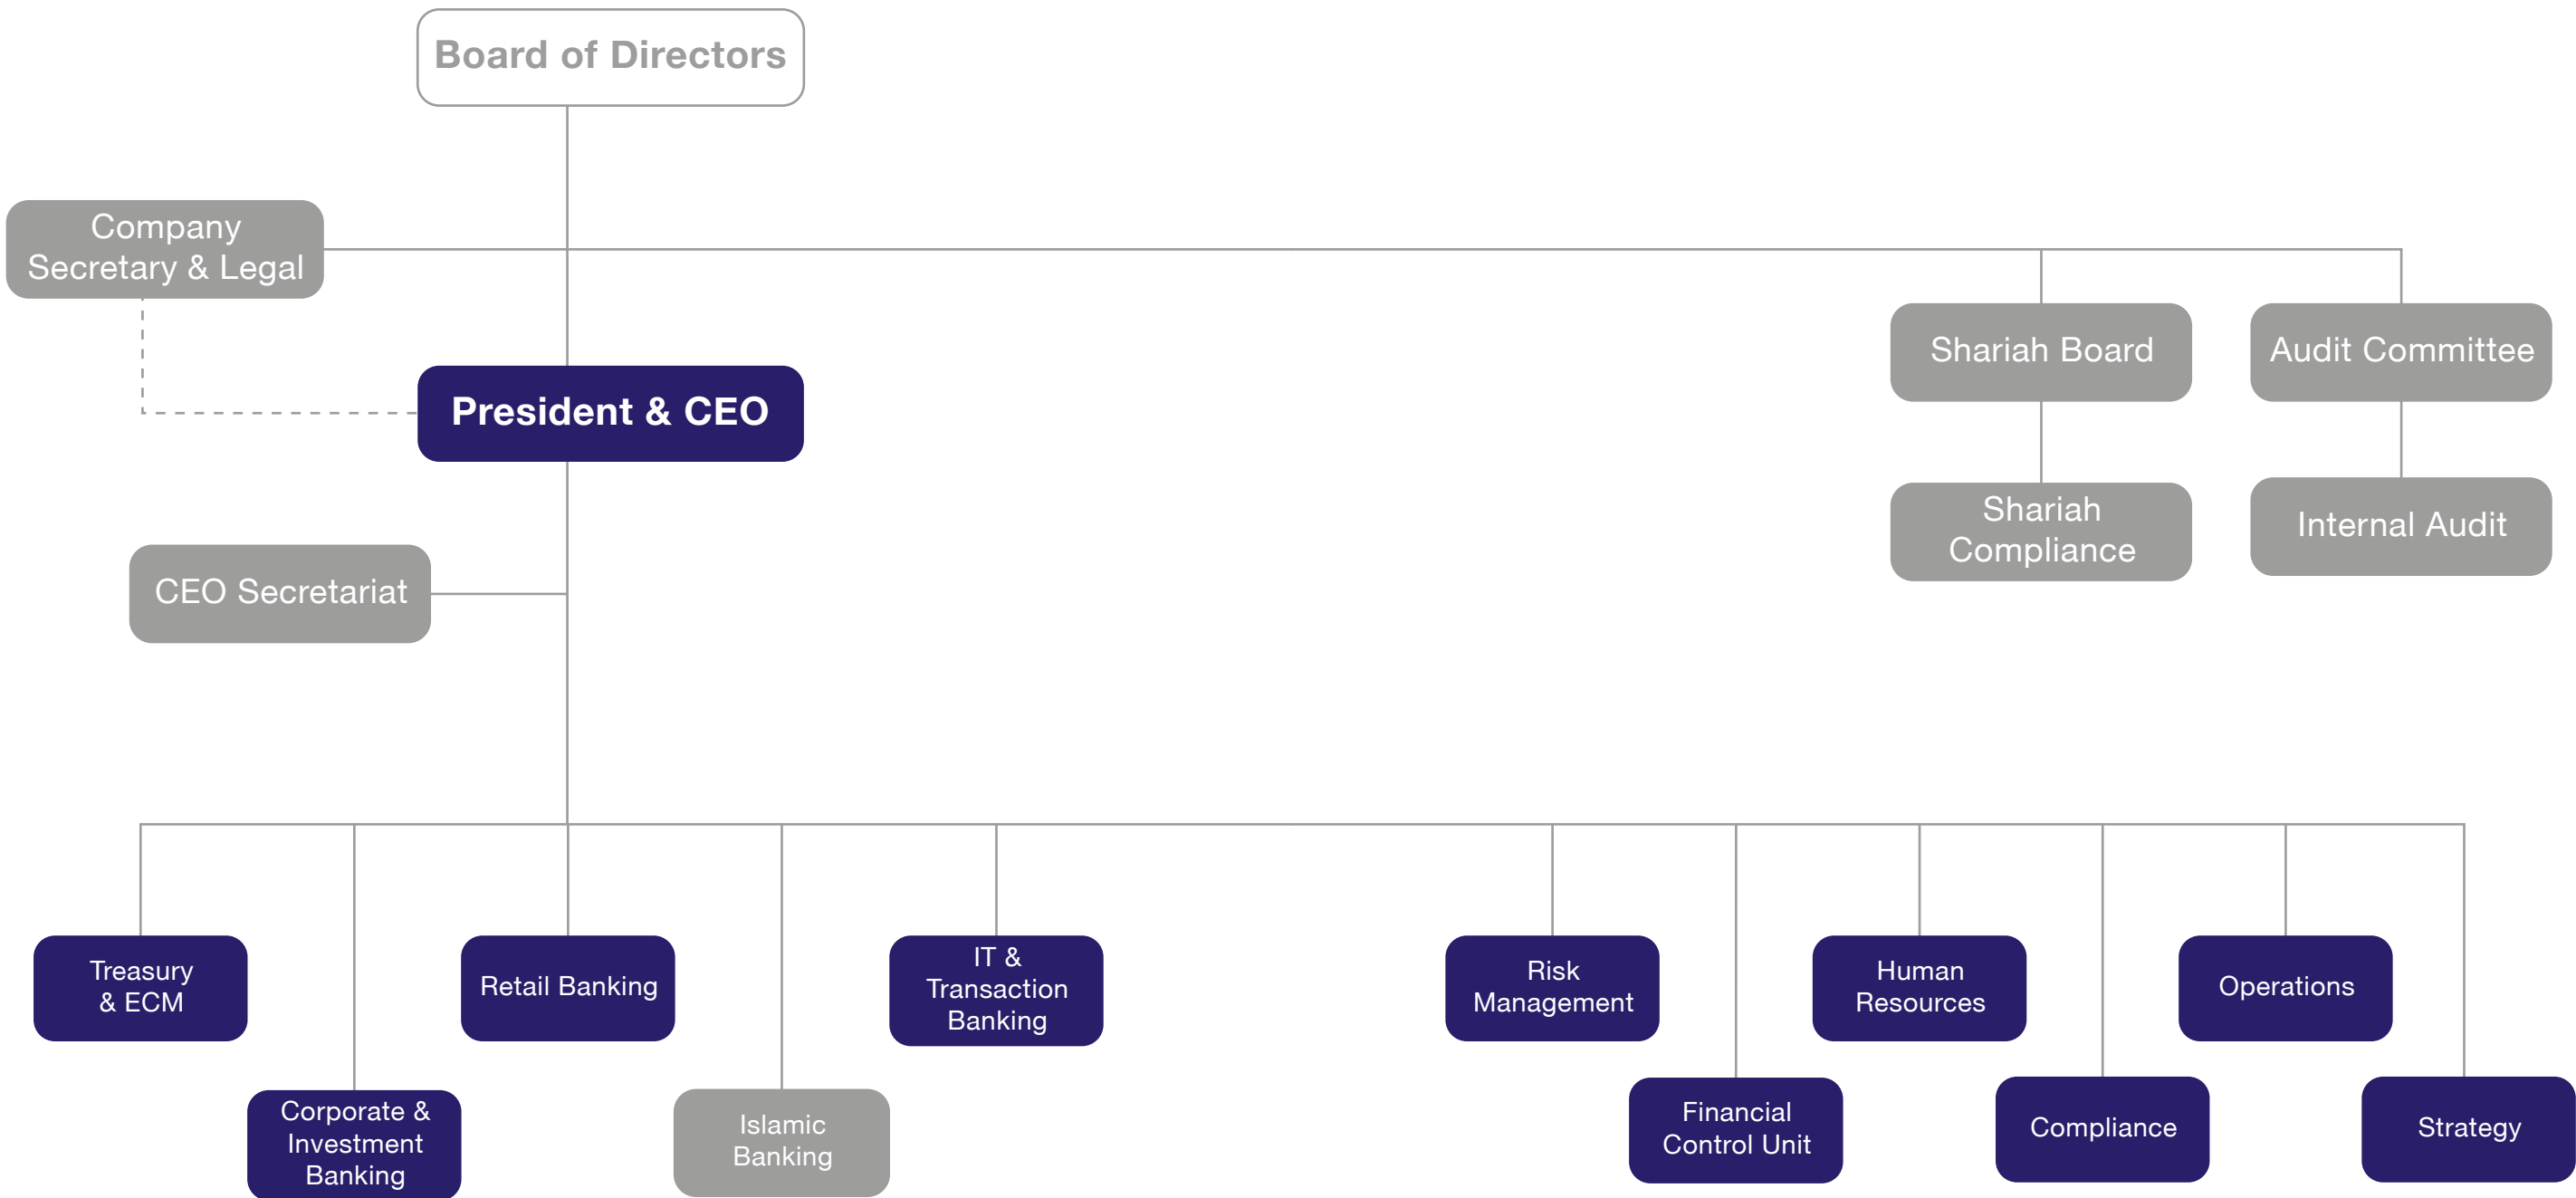 Board of Directors
Company
Secretary & Legal
Shariah Board
Audit Committee
President & CEO
Shariah
Compliance
Internal Audit
CEO Secretariat
Treasury
& ECM
Retail Banking
IT &
Transaction
Banking
Risk
Management
Human
Resources
Operations
Corporate &
Investment
Banking
Islamic
Banking
Financial
Control Unit
Compliance
Strategy